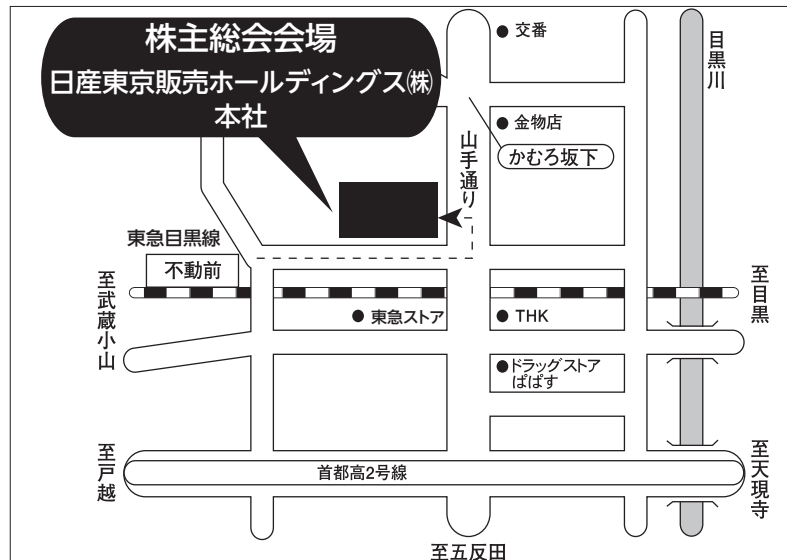 株主総会会場
日産東京販売ホールディングス㈱
本社
交番
目黒川
金物店
かむろ坂下
山手通り
東急目黒線
不動前
至武蔵小山
至目黒
東急ストア
THK
ドラッグストア
ぱぱす
至戸越
首都高2号線
至天現寺
至五反田